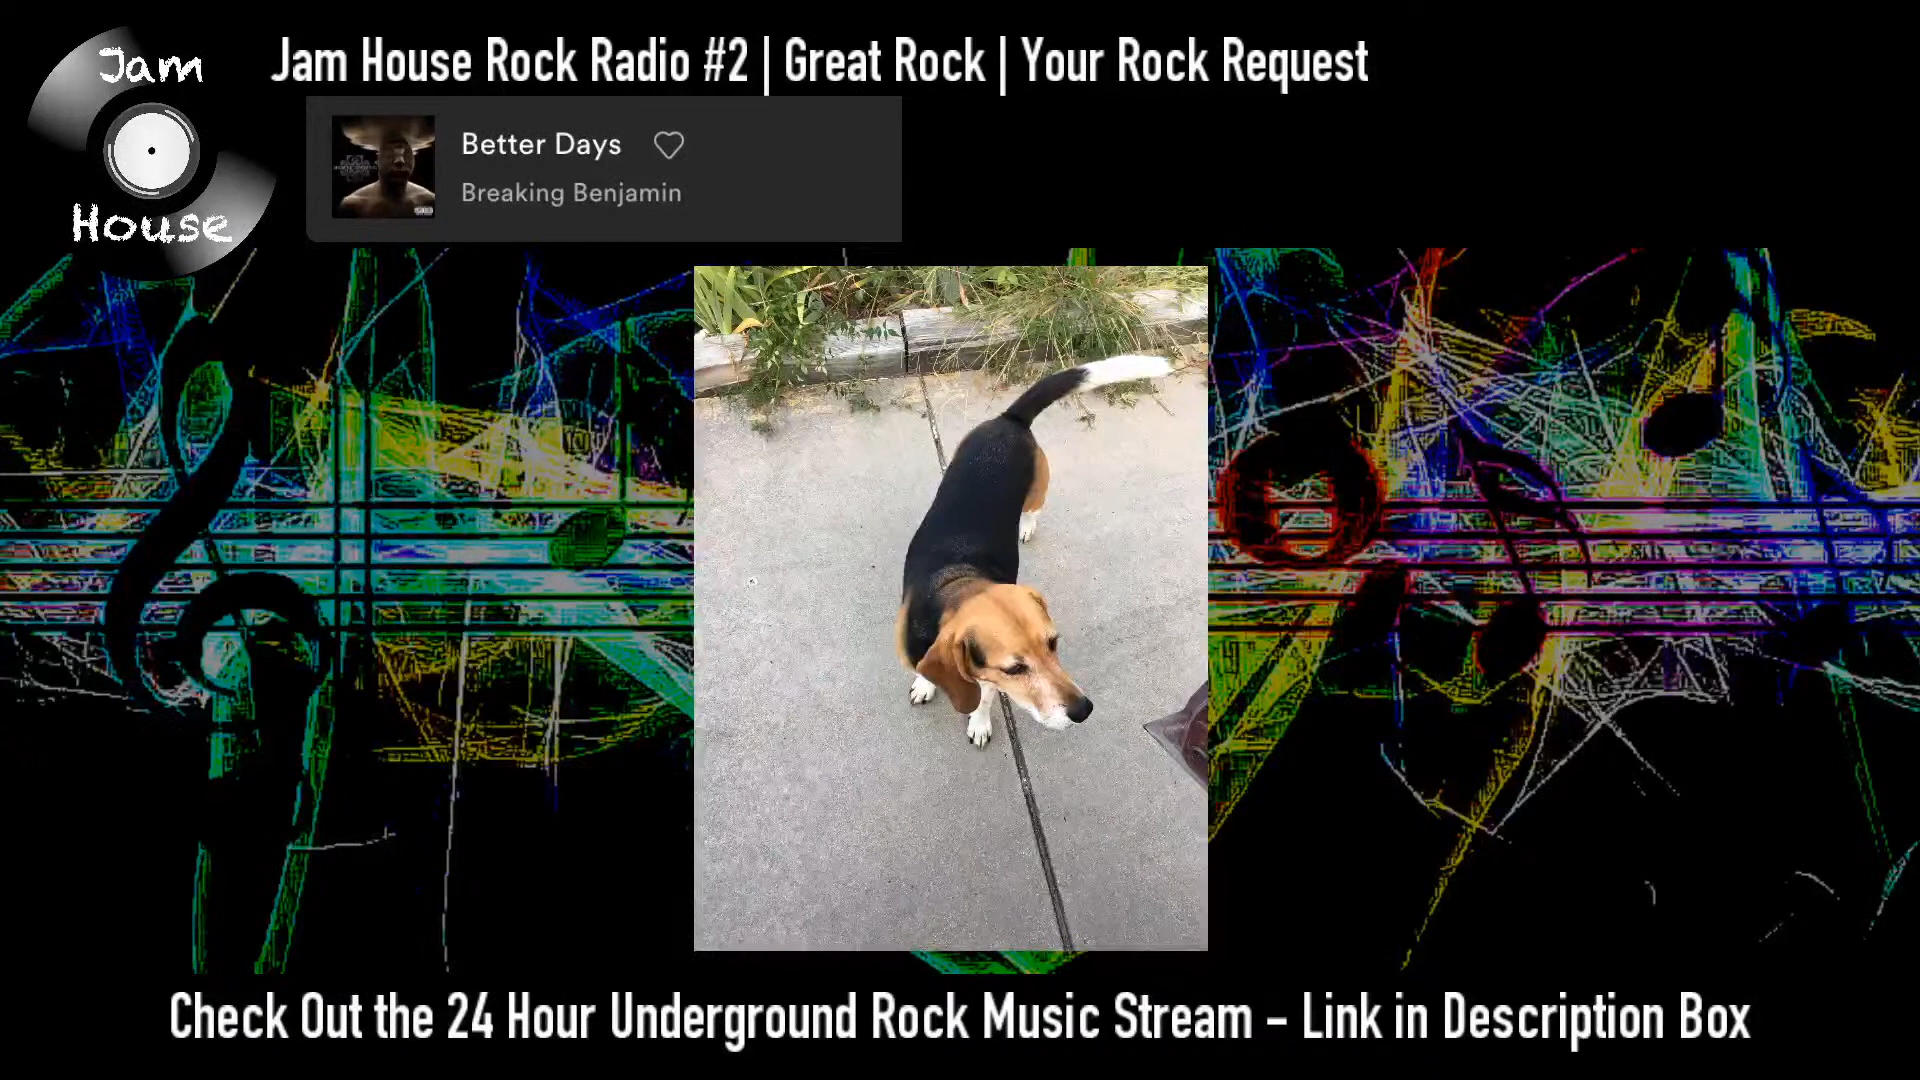 Jam
House
Jam House Rock Radio #2 | Great Rock | Your Rock Request
Better Days
Breaking Benjamin
Check Out the 24 Hour Underground Rock Music Stream - Link in Description Box